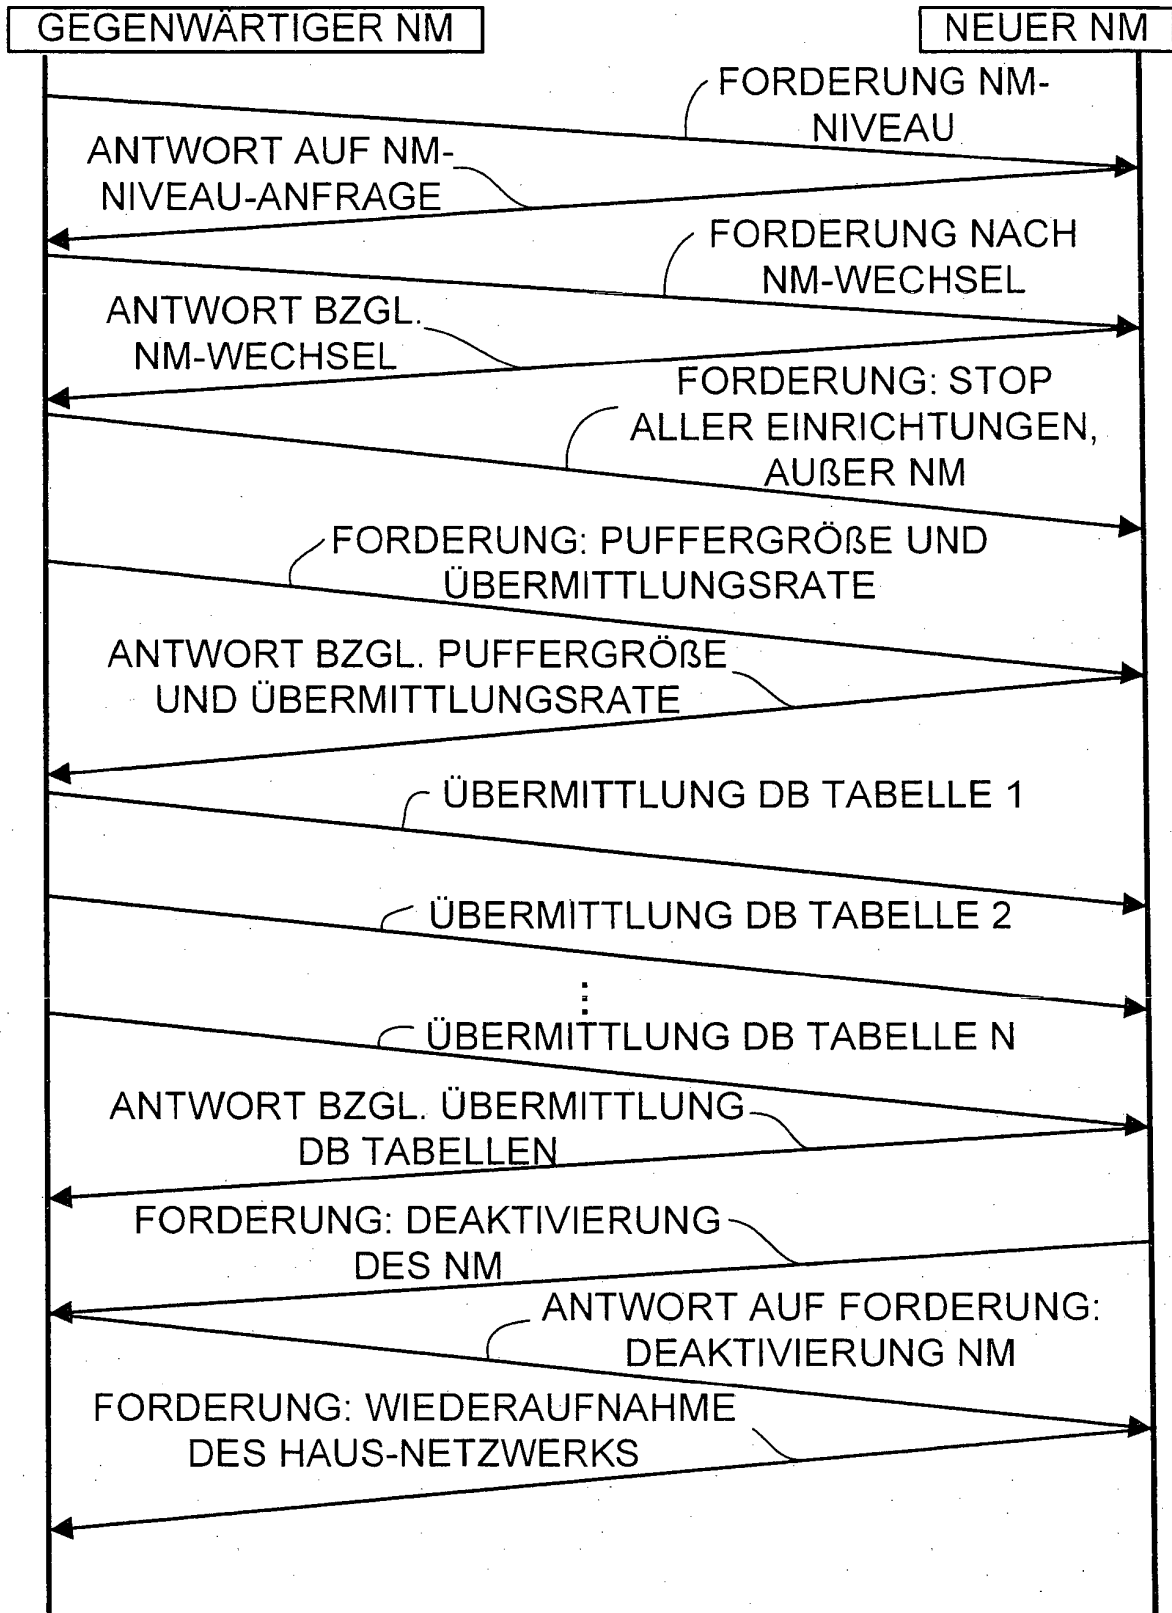 GEGENWÄRTIGER NM
NEUER NM
FORDERUNG NM-
NIVEAU
ANTWORT AUF NM-
NIVEAU-ANFRAGE
FORDERUNG NACH
NM-WECHSEL
ANTWORT BZGL.
NM-WECHSEL
FORDERUNG: STOP
ALLER EINRICHTUNGEN,
AUßER NM
FORDERUNG: PUFFERGRÖßE UND
ÜBERMITTLUNGSRATE
ANTWORT BZGL. PUFFERGRÖßE
UND ÜBERMITTLUNGSRATE
ÜBERMITTLUNG DB TABELLE 1
ÜBERMITTLUNG DB TABELLE 2
ÜBERMITTLUNG DB TABELLE N
ANTWORT BZGL. ÜBERMITTLUNG
DB TABELLEN
FORDERUNG: DEAKTIVIERUNG
DES NM
ANTWORT AUF FORDERUNG:
DEAKTIVIERUNG NM
FORDERUNG: WIEDERAUFNAHME
DES HAUS-NETZWERKS